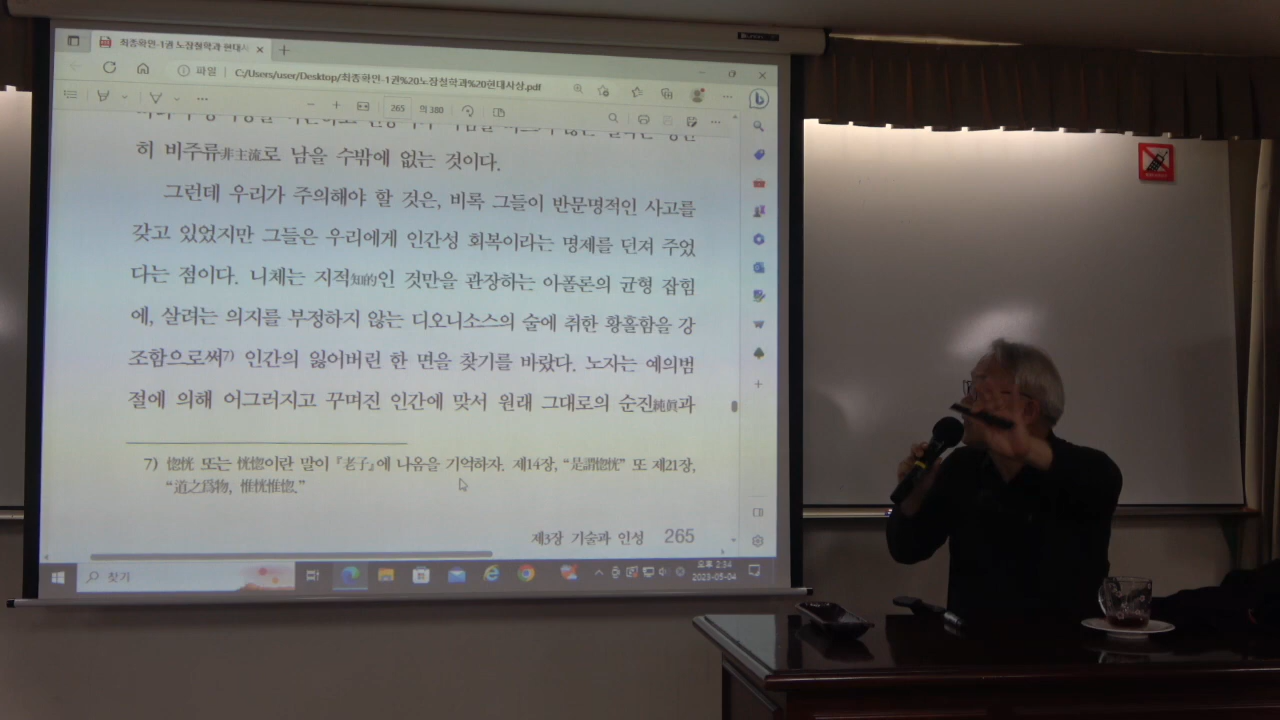 최종확인-1권 노장철학과 현대사
파일 C:/Users/user/Desktop/최종확인-1권%20노장철학과%20현대사상.pdf
265 의 380
히 비주류非主流로 남을 수밖에 없는 것이다.
그런데 우리가 주의해야 할 것은, 비록 그들이 반문명적인 사고를
갖고 있었지만 그들은 우리에게 인간성 회복이라는 명제를 던져 주었
다는 점이다. 니체는 지적知的인 것만을 관장하는 아폴론의 균형 잡힘
에, 살려는 의지를 부정하지 않는 디오니소스의 술에 취한 황홀함을 강
조함으로써7) 인간의 잃어버린 한 면을 찾기를 바랐다. 노자는 예의범
절에 의해 어그러지고 꾸며진 인간에 맞서 원래 그대로의 순진純眞과
7) 惚恍 또는 恍惚이란 말이 『老子』에 나옴을 기억하자. 제14장, “是謂惚恍” 또 제21장,
“道之爲物, 惟恍惟惚.”
제3장 기술과 인성 265
찾기
오후 2:34
2023-05-04